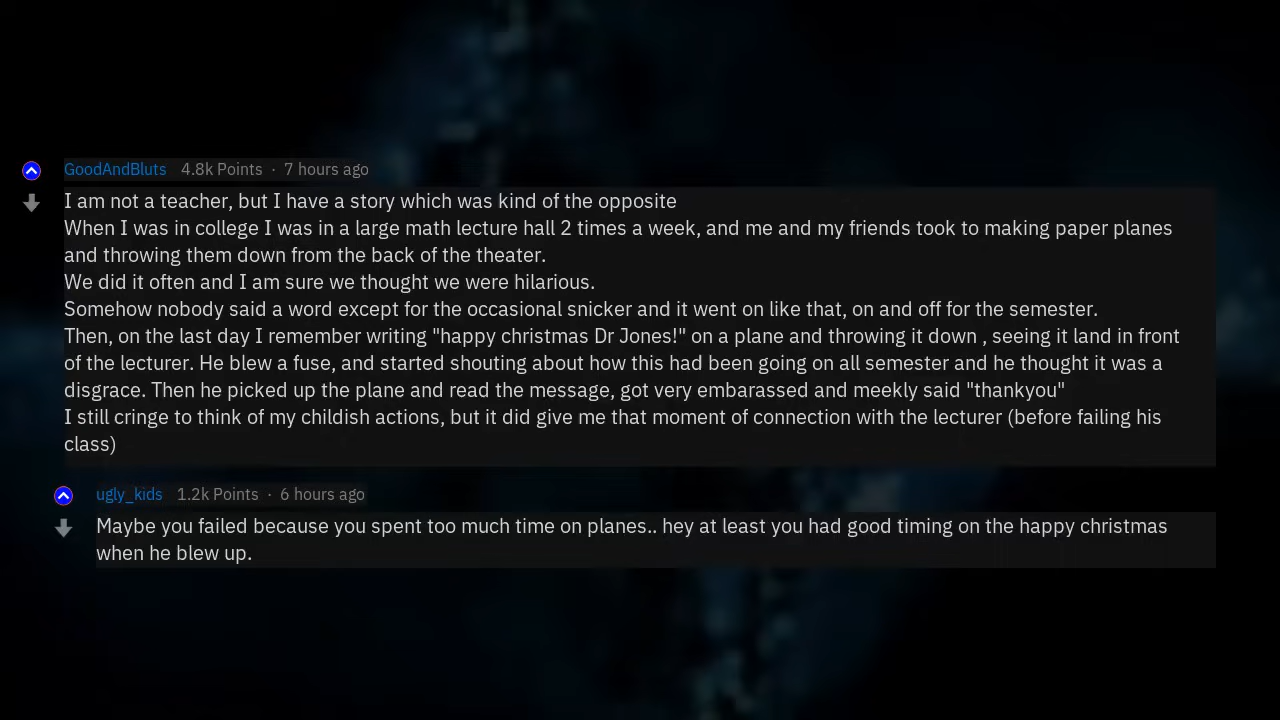 GoodAndBluts 4.8k Points · 7 hours ago
I am not a teacher, but I have a story which was kind of the opposite
When I was in college I was in a large math lecture hall 2 times a week, and me and my friends took to making paper planes
and throwing them down from the back of the theater.
We did it often and I am sure we thought we were hilarious.
Somehow nobody said a word except for the occasional snicker and it went on like that, on and off for the semester.
Then, on the last day I remember writing "happy christmas Dr Jones!" on a plane and throwing it down , seeing it land in front
of the lecturer. He blew a fuse, and started shouting about how this had been going on all semester and he thought it was a
disgrace. Then he picked up the plane and read the message, got very embarassed and meekly said "thankyou"
I still cringe to think of my childish actions, but it did give me that moment of connection with the lecturer (before failing his
class)
ugly_kids 1.2k Points · 6 hours ago
Maybe you failed because you spent too much time on planes.. hey at least you had good timing on the happy christmas
when he blew up.